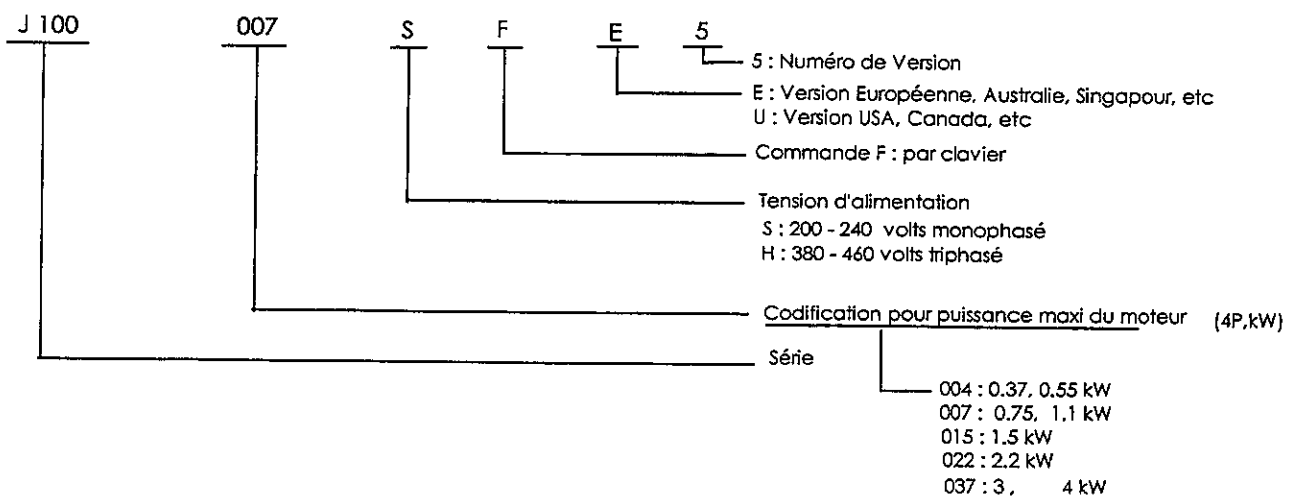 J 100 007 S F E 5
5 : Numéro de Version
E : Version Européenne, Australie, Singapour, etc
U : Version USA, Canada, etc
Commande F : par clavier
Tension d'alimentation
S : 200 - 240 volts monophasé
H : 380 - 460 volts triphasé
Codification pour puissance maxi du moteur (4P,kW)
Série
004 : 0.37, 0.55 kW
007 : 0.75, 1,1 kW
015 : 1.5 kW
022 : 2.2 kW
037 : 3 , 4 kW